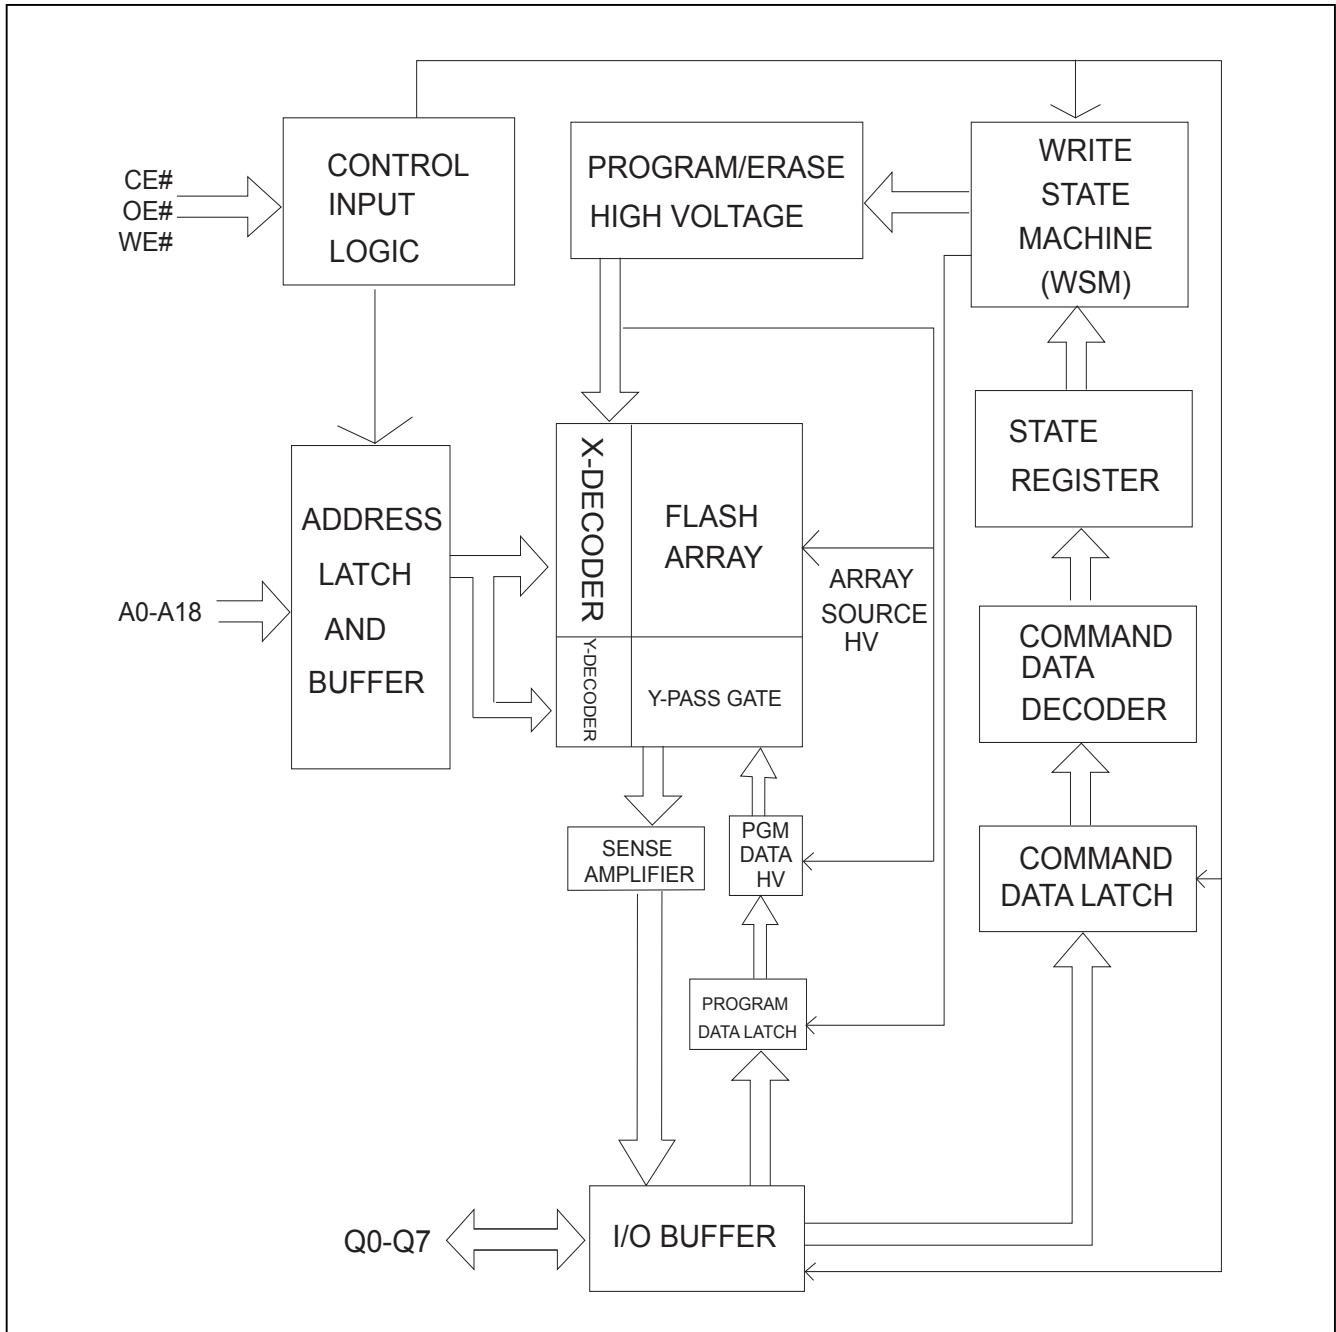 CE#
OE#
WE#
CONTROL
INPUT
LOGIC
PROGRAM/ERASE
HIGH VOLTAGE
WRITE
STATE
MACHINE
(WSM)
STATE
REGISTER
ADDRESS
LATCH
AND
BUFFER
A0-A18
X-DECODER
FLASH
ARRAY
ARRAY
SOURCE
HV
Y-DECODER
Y-PASS GATE
COMMAND
DATA
DECODER
SENSE
AMPLIFIER
PGM
DATA
HV
COMMAND
DATA LATCH
PROGRAM
DATA LATCH
Q0-Q7
I/O BUFFER